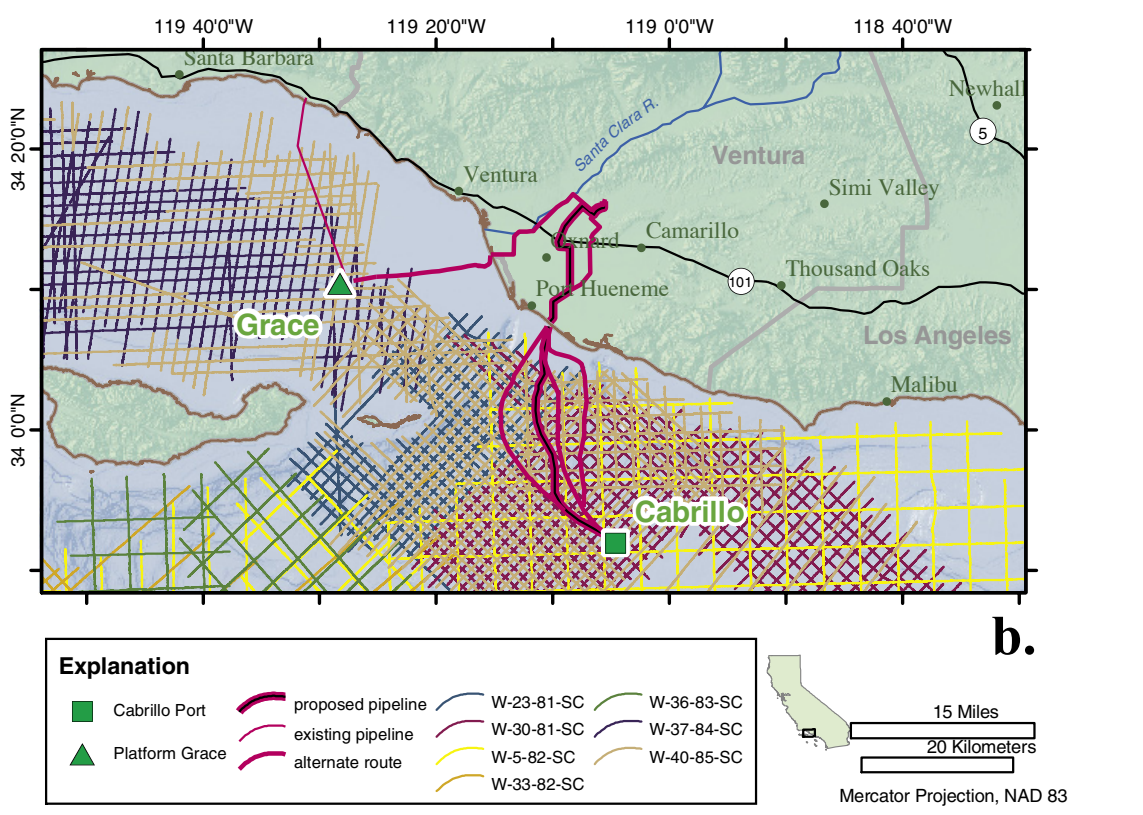 119 40'0"W 119 20'0"W 119 0'0"W 118 40'0"W
34 20'0"N
34 0'0"N
Santa Barbara
Newhall
5
Santa Clara R.
Ventura
Ventura
Simi Valley
Oxnard
Camarillo
101
Thousand Oaks
Port Hueneme
Grace
Los Angeles
Malibu
Cabrillo
b.
Explanation
Cabrillo Port
Platform Grace
proposed pipeline
existing pipeline
alternate route
W-23-81-SC
W-30-81-SC
W-5-82-SC
W-33-82-SC
W-36-83-SC
W-37-84-SC
W-40-85-SC
15 Miles
20 Kilometers
Mercator Projection, NAD 83